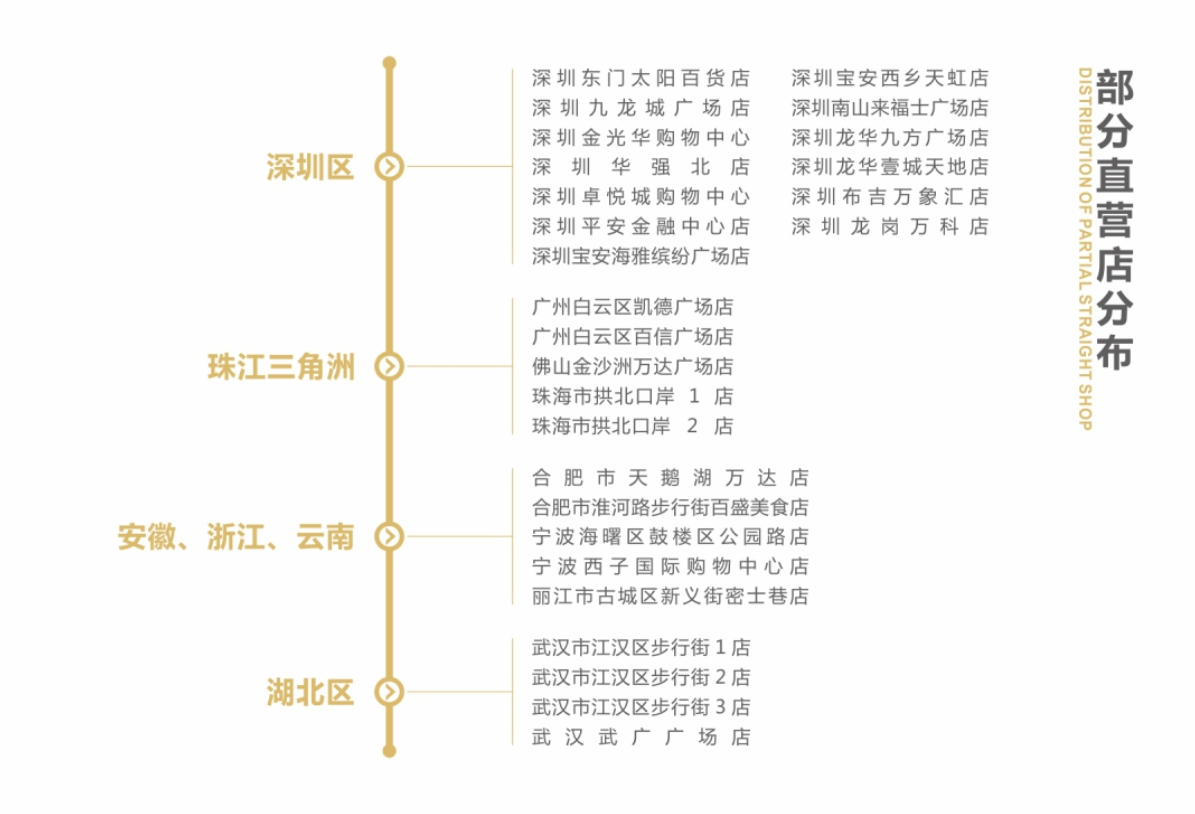 部分直营店分布
DISTRIBUTION OF PARTIAL STRAIGHT SHOP
深圳区
深圳东门太阳百货店
深圳九龙城广场店
深圳金光华购物中心
深圳华强北店
深圳卓悦城购物中心
深圳平安金融中心店
深圳宝安海雅缤纷广场店
深圳宝安西乡天虹店
深圳南山来福士广场店
深圳龙华九方广场店
深圳龙华壹城天地店
深圳布吉万象汇店
深圳龙岗万科店
珠江三角洲
广州白云区凯德广场店
广州白云区百信广场店
佛山金沙洲万达广场店
珠海市拱北口岸 1 店
珠海市拱北口岸 2 店
安徽、浙江、云南
合肥市天鹅湖万达店
合肥市淮河路步行街百盛美食店
宁波海曙区鼓楼区公园路店
宁波西子国际购物中心店
丽江市古城区新义街密士巷店
湖北区
武汉市江汉区步行街 1 店
武汉市江汉区步行街 2 店
武汉市江汉区步行街 3 店
武汉武广广场店